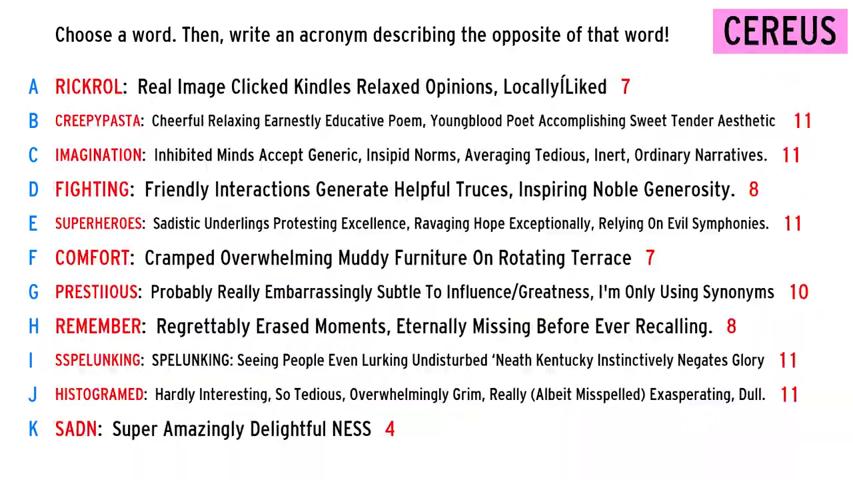 Choose a word. Then, write an acronym describing the opposite of that word!
CEREUS
A RICKROL: Real Image Clicked Kindles Relaxed Opinions, LocallyÍLiked 7
B CREEPYPASTA: Cheerful Relaxing Earnestly Educative Poem, Youngblood Poet Accomplishing Sweet Tender Aesthetic 11
C IMAGINATION: Inhibited Minds Accept Generic, Insipid Norms, Averaging Tedious, Inert, Ordinary Narratives. 11
D FIGHTING: Friendly Interactions Generate Helpful Truces, Inspiring Noble Generosity. 8
E SUPERHEROES: Sadistic Underlings Protesting Excellence, Ravaging Hope Exceptionally, Relying On Evil Symphonies. 11
F COMFORT: Cramped Overwhelming Muddy Furniture On Rotating Terrace 7
G PRESTIIOUS: Probably Really Embarrassingly Subtle To Influence/Greatness, I'm Only Using Synonyms 10
H REMEMBER: Regrettably Erased Moments, Eternally Missing Before Ever Recalling. 8
I SSPELUNKING: SPELUNKING: Seeing People Even Lurking Undisturbed ‘Neath Kentucky Instinctively Negates Glory 11
J HISTOGRAMED: Hardly Interesting, So Tedious, Overwhelmingly Grim, Really (Albeit Misspelled) Exasperating, Dull. 11
K SADN: Super Amazingly Delightful NESS 4